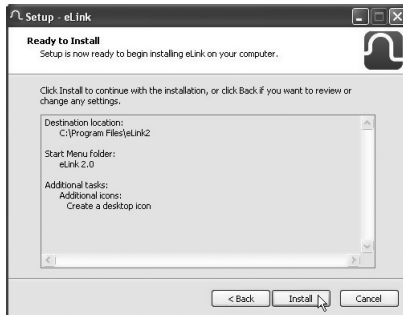 Setup - eLink
Ready to Install
Setup is now ready to begin installing eLink on your computer.
Click Install to continue with the installation, or click Back if you want to review or
change any settings.
Destination location:
C:\Program Files\eLink2
Start Menu folder:
eLink 2.0
Additional tasks:
Additional icons:
Create a desktop icon
< Back
Install
Cancel